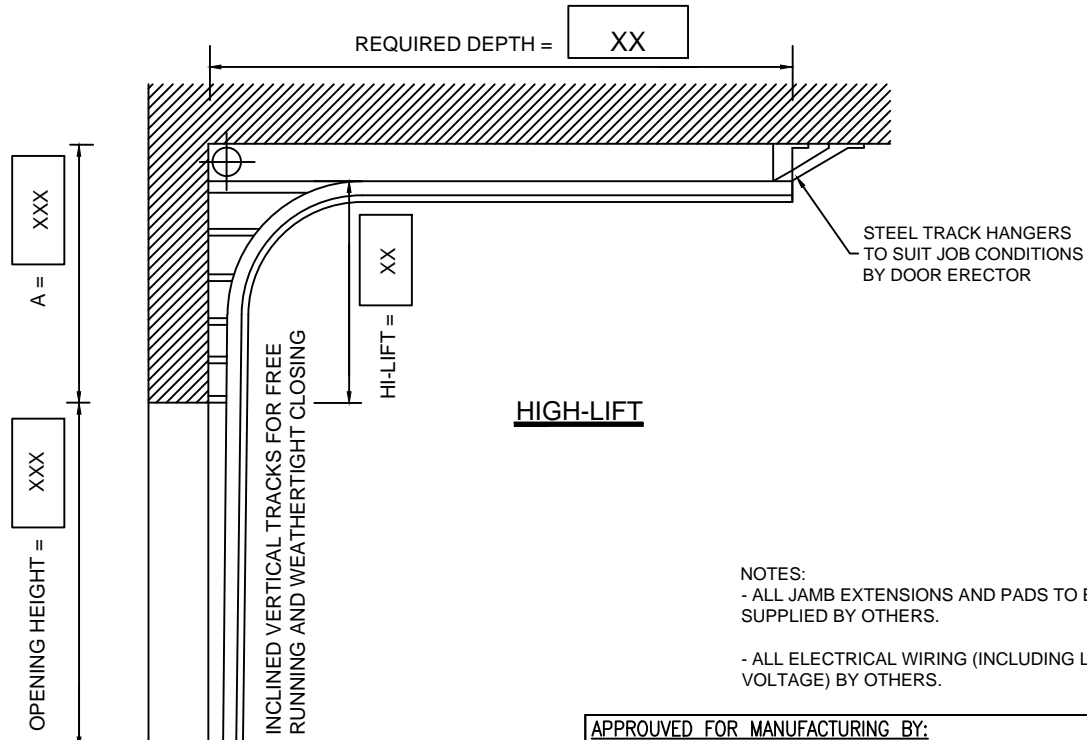 REQUIRED DEPTH = XX
A = XXX
HI-LIFT = XX
STEEL TRACK HANGERS
TO SUIT JOB CONDITIONS
BY DOOR ERECTOR
HIGH-LIFT
OPENING HEIGHT = XXX
INCLINED VERTICAL TRACKS FOR FREE
RUNNING AND WEATHERTIGHT CLOSING
NOTES:
- ALL JAMB EXTENSIONS AND PADS TO
SUPPLIED BY OTHERS.
- ALL ELECTRICAL WIRING (INCLUDING
VOLTAGE) BY OTHERS.
APPROUVED FOR MANUFACTURING BY: